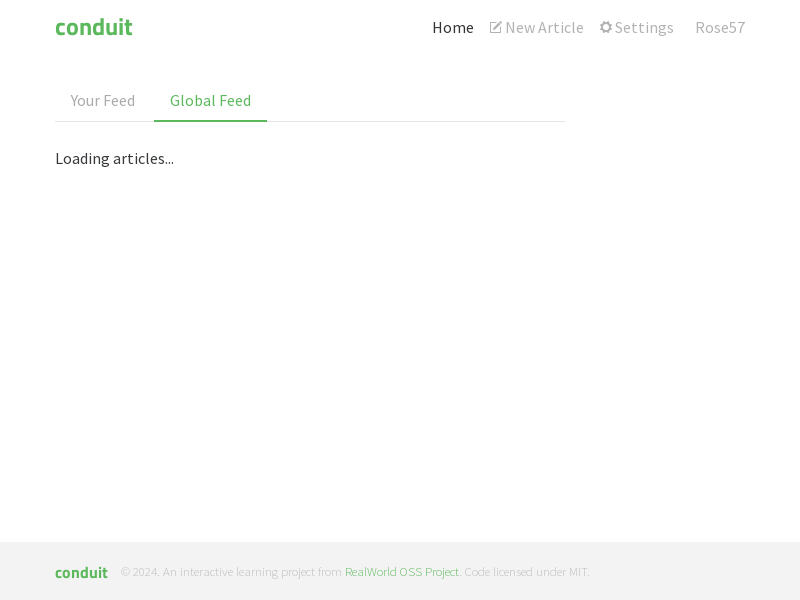 conduit
Home New Article Settings Rose57
Your Feed Global Feed
Loading articles...
conduit © 2024. An interactive learning project from RealWorld OSS Project. Code licensed under MIT.